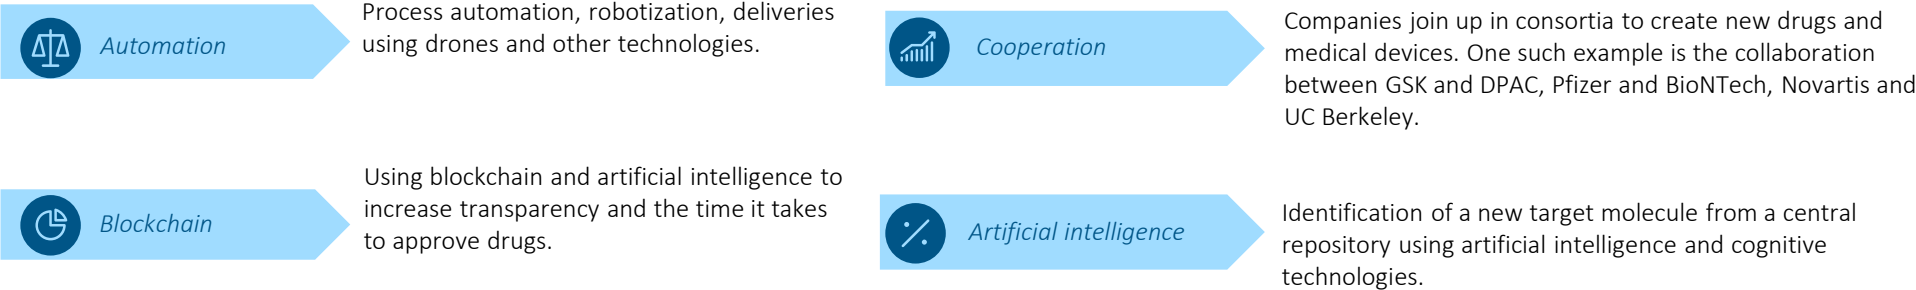 Automation
Process automation, robotization, deliveries
using drones and other technologies.
Cooperation
Companies join up in consortia to create new drugs and
medical devices. One such example is the collaboration
between GSK and DPAC, Pfizer and BioNTech, Novartis and
UC Berkeley.
Blockchain
Using blockchain and artificial intelligence to
increase transparency and the time it takes
to approve drugs.
Artificial intelligence
Identification of a new target molecule from a central
repository using artificial intelligence and cognitive
technologies.